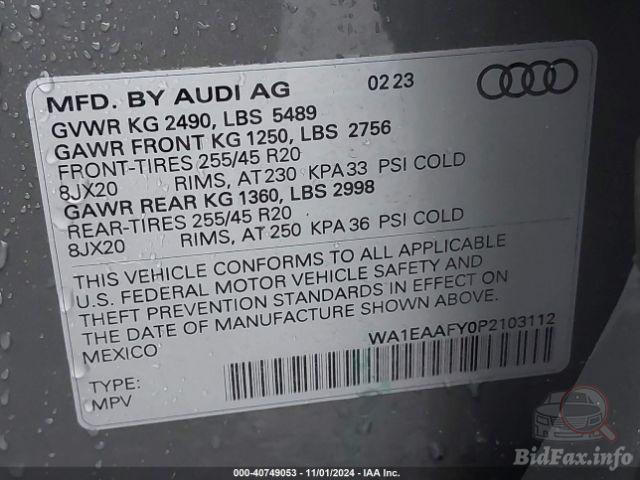 MFD. BY AUDI AG 02 23
GVWR KG 2490, LBS 5489
GAWR FRONT KG 1250, LBS 2756
FRONT-TIRES 255/45 R20
8JX20 RIMS, AT 230 KPA 33 PSI COLD
GAWR REAR KG 1360, LBS 2998
REAR-TIRES 255/45 R20
8JX20 RIMS, AT 250 KPA 36 PSI COLD
THIS VEHICLE CONFORMS TO ALL APPLICABLE
U.S. FEDERAL MOTOR VEHICLE SAFETY AND
THEFT PREVENTION STANDARDS IN EFFECT ON
THE DATE OF MANUFACTURE SHOWN ABOVE.
MEXICO
WA1EAAFY0P2103112
TYPE:
MPV
BidFax.info
000-40749053 - 11/01/2024 - IAA Inc.